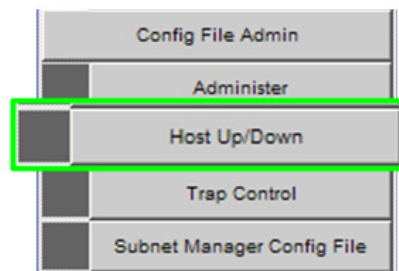 Config File Admin
Administer
Host Up/Down
Trap Control
Subnet Manager Config File